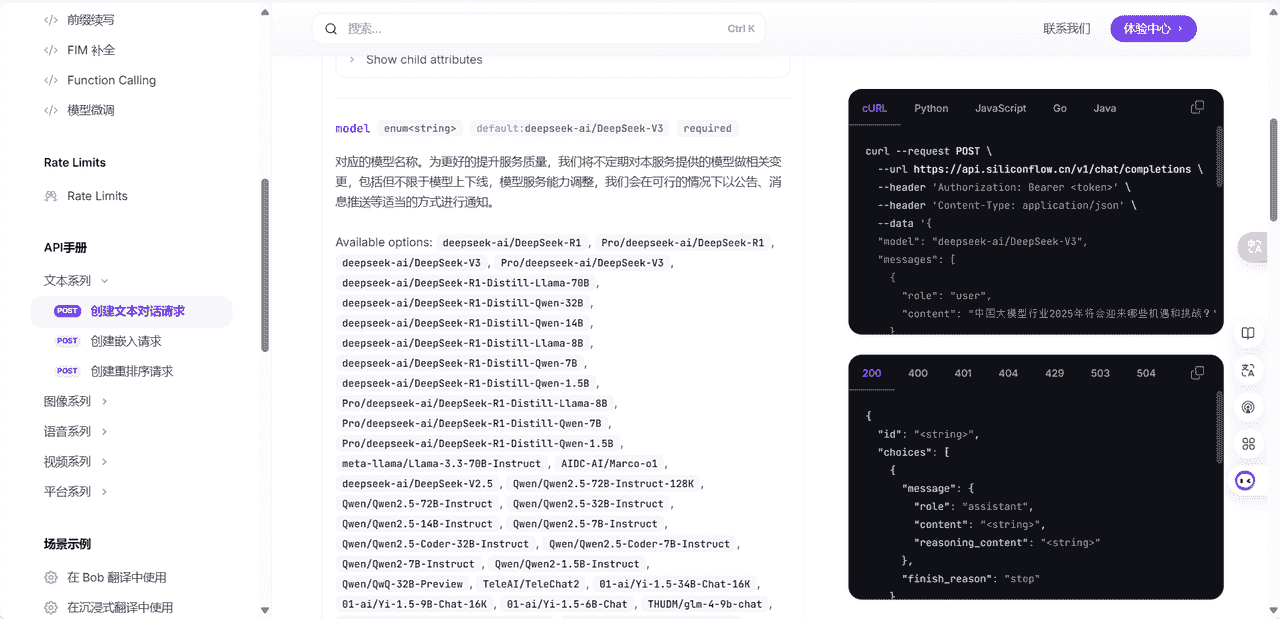 前缀续写
FIM 补全
Function Calling
模型微调
Rate Limits
Rate Limits
API手册
文本系列
POST 创建文本对话请求
POST 创建嵌入请求
POST 创建重排序请求
图像系列
语音系列
视频系列
平台系列
场景示例
在 Bob 翻译中使用
在沉浸式翻译中使用
搜索... Ctrl K
联系我们
体验中心 ›
Show child attributes
model enum<string> default:deepseek-ai/DeepSeek-V3 required
对应的模型名称。为更好的提升服务质量，我们将不定期对本服务提供的模型做相关变
更，包括但不限于模型上下线，模型服务能力调整，我们会在可行的情况下以公告、消
息推送等适当的方式进行通知。
Available options: deepseek-ai/DeepSeek-R1 , Pro/deepseek-ai/DeepSeek-R1 ,
deepseek-ai/DeepSeek-V3 , Pro/deepseek-ai/DeepSeek-V3 ,
deepseek-ai/DeepSeek-R1-Distill-Llama-70B ,
deepseek-ai/DeepSeek-R1-Distill-Qwen-32B ,
deepseek-ai/DeepSeek-R1-Distill-Qwen-14B ,
deepseek-ai/DeepSeek-R1-Distill-Llama-8B ,
deepseek-ai/DeepSeek-R1-Distill-Qwen-7B ,
deepseek-ai/DeepSeek-R1-Distill-Qwen-1.5B ,
Pro/deepseek-ai/DeepSeek-R1-Distill-Llama-8B ,
Pro/deepseek-ai/DeepSeek-R1-Distill-Qwen-7B ,
Pro/deepseek-ai/DeepSeek-R1-Distill-Qwen-1.5B ,
meta-llama/Llama-3.3-70B-Instruct , AIDC-AI/Marco-o1 ,
deepseek-ai/DeepSeek-V2.5 , Qwen/Qwen2.5-72B-Instruct-128K ,
Qwen/Qwen2.5-72B-Instruct , Qwen/Qwen2.5-32B-Instruct ,
Qwen/Qwen2.5-14B-Instruct , Qwen/Qwen2.5-7B-Instruct ,
Qwen/Qwen2.5-Coder-32B-Instruct , Qwen/Qwen2.5-Coder-7B-Instruct ,
Qwen/Qwen2-7B-Instruct , Qwen/Qwen2-1.5B-Instruct ,
Qwen/QwQ-32B-Preview , TeleAI/TeleChat2 , 01-ai/Yi-1.5-34B-Chat-16K ,
01-ai/Yi-1.5-9B-Chat-16K , 01-ai/Yi-1.5-6B-Chat , THUDM/glm-4-9b-chat ,
cURL Python JavaScript Go Java
curl --request POST \
--url https://api.siliconflow.cn/v1/chat/completions \
--header 'Authorization: Bearer <token>' \
--header 'Content-Type: application/json' \
--data '{
"model": "deepseek-ai/DeepSeek-V3",
"messages": [
{
"role": "user",
"content": "中国大模型行业2025年将会迎来哪些机遇和挑战？"
}
200 400 401 404 429 503 504
{
"id": "<string>",
"choices": [
{
"message": {
"role": "assistant",
"content": "<string>",
"reasoning_content": "<string>"
},
"finish_reason": "stop"
}